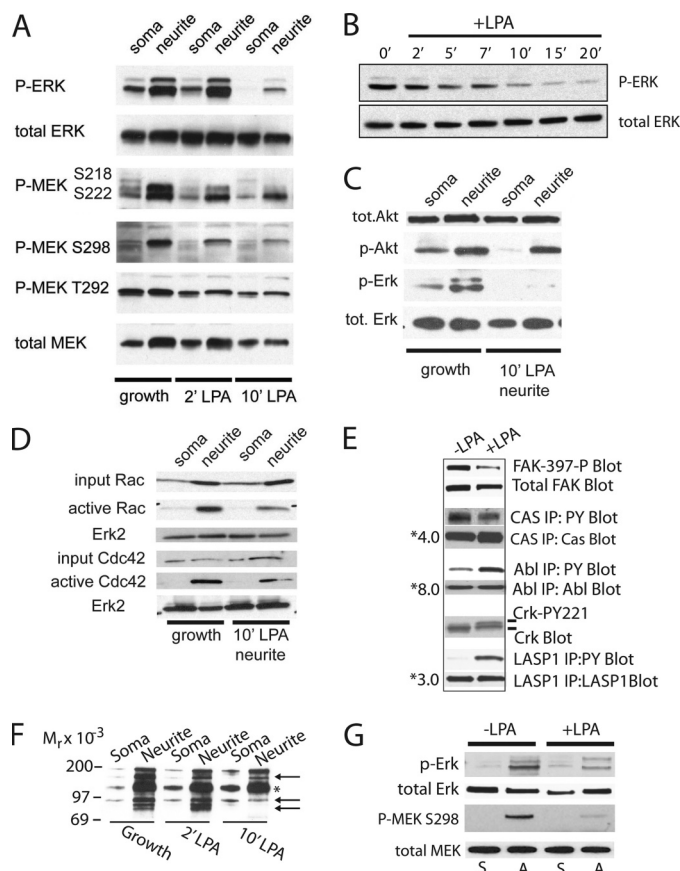 A
soma neurite soma neurite soma neurite
P-ERK
total ERK
P-MEK S218
S222
P-MEK S298
P-MEK T292
total MEK
growth 2' LPA 10' LPA
B
+LPA
0' 2' 5' 7' 10' 15' 20'
P-ERK
total ERK
C
soma neurite soma neurite
tot.Akt
p-Akt
p-Erk
tot. Erk
growth 10' LPA
neurite
D
soma neurite soma neurite
input Rac
active Rac
Erk2
input Cdc42
active Cdc42
Erk2
growth 10' LPA
neurite
E
-LPA +LPA
FAK-397-P Blot
Total FAK Blot
CAS IP: PY Blot
*4.0 CAS IP: Cas Blot
Abl IP: PY Blot
*8.0 Abl IP: Abl Blot
Crk-PY221
Crk Blot
LASP1 IP:PY Blot
*3.0 LASP1 IP:LASP1Blot
F
Mr x 10-3
Soma Neurite Soma Neurite Soma Neurite
200
*
97
69
Growth 2'LPA 10'LPA
G
-LPA +LPA
p-Erk
total Erk
P-MEK S298
total MEK
S A S A